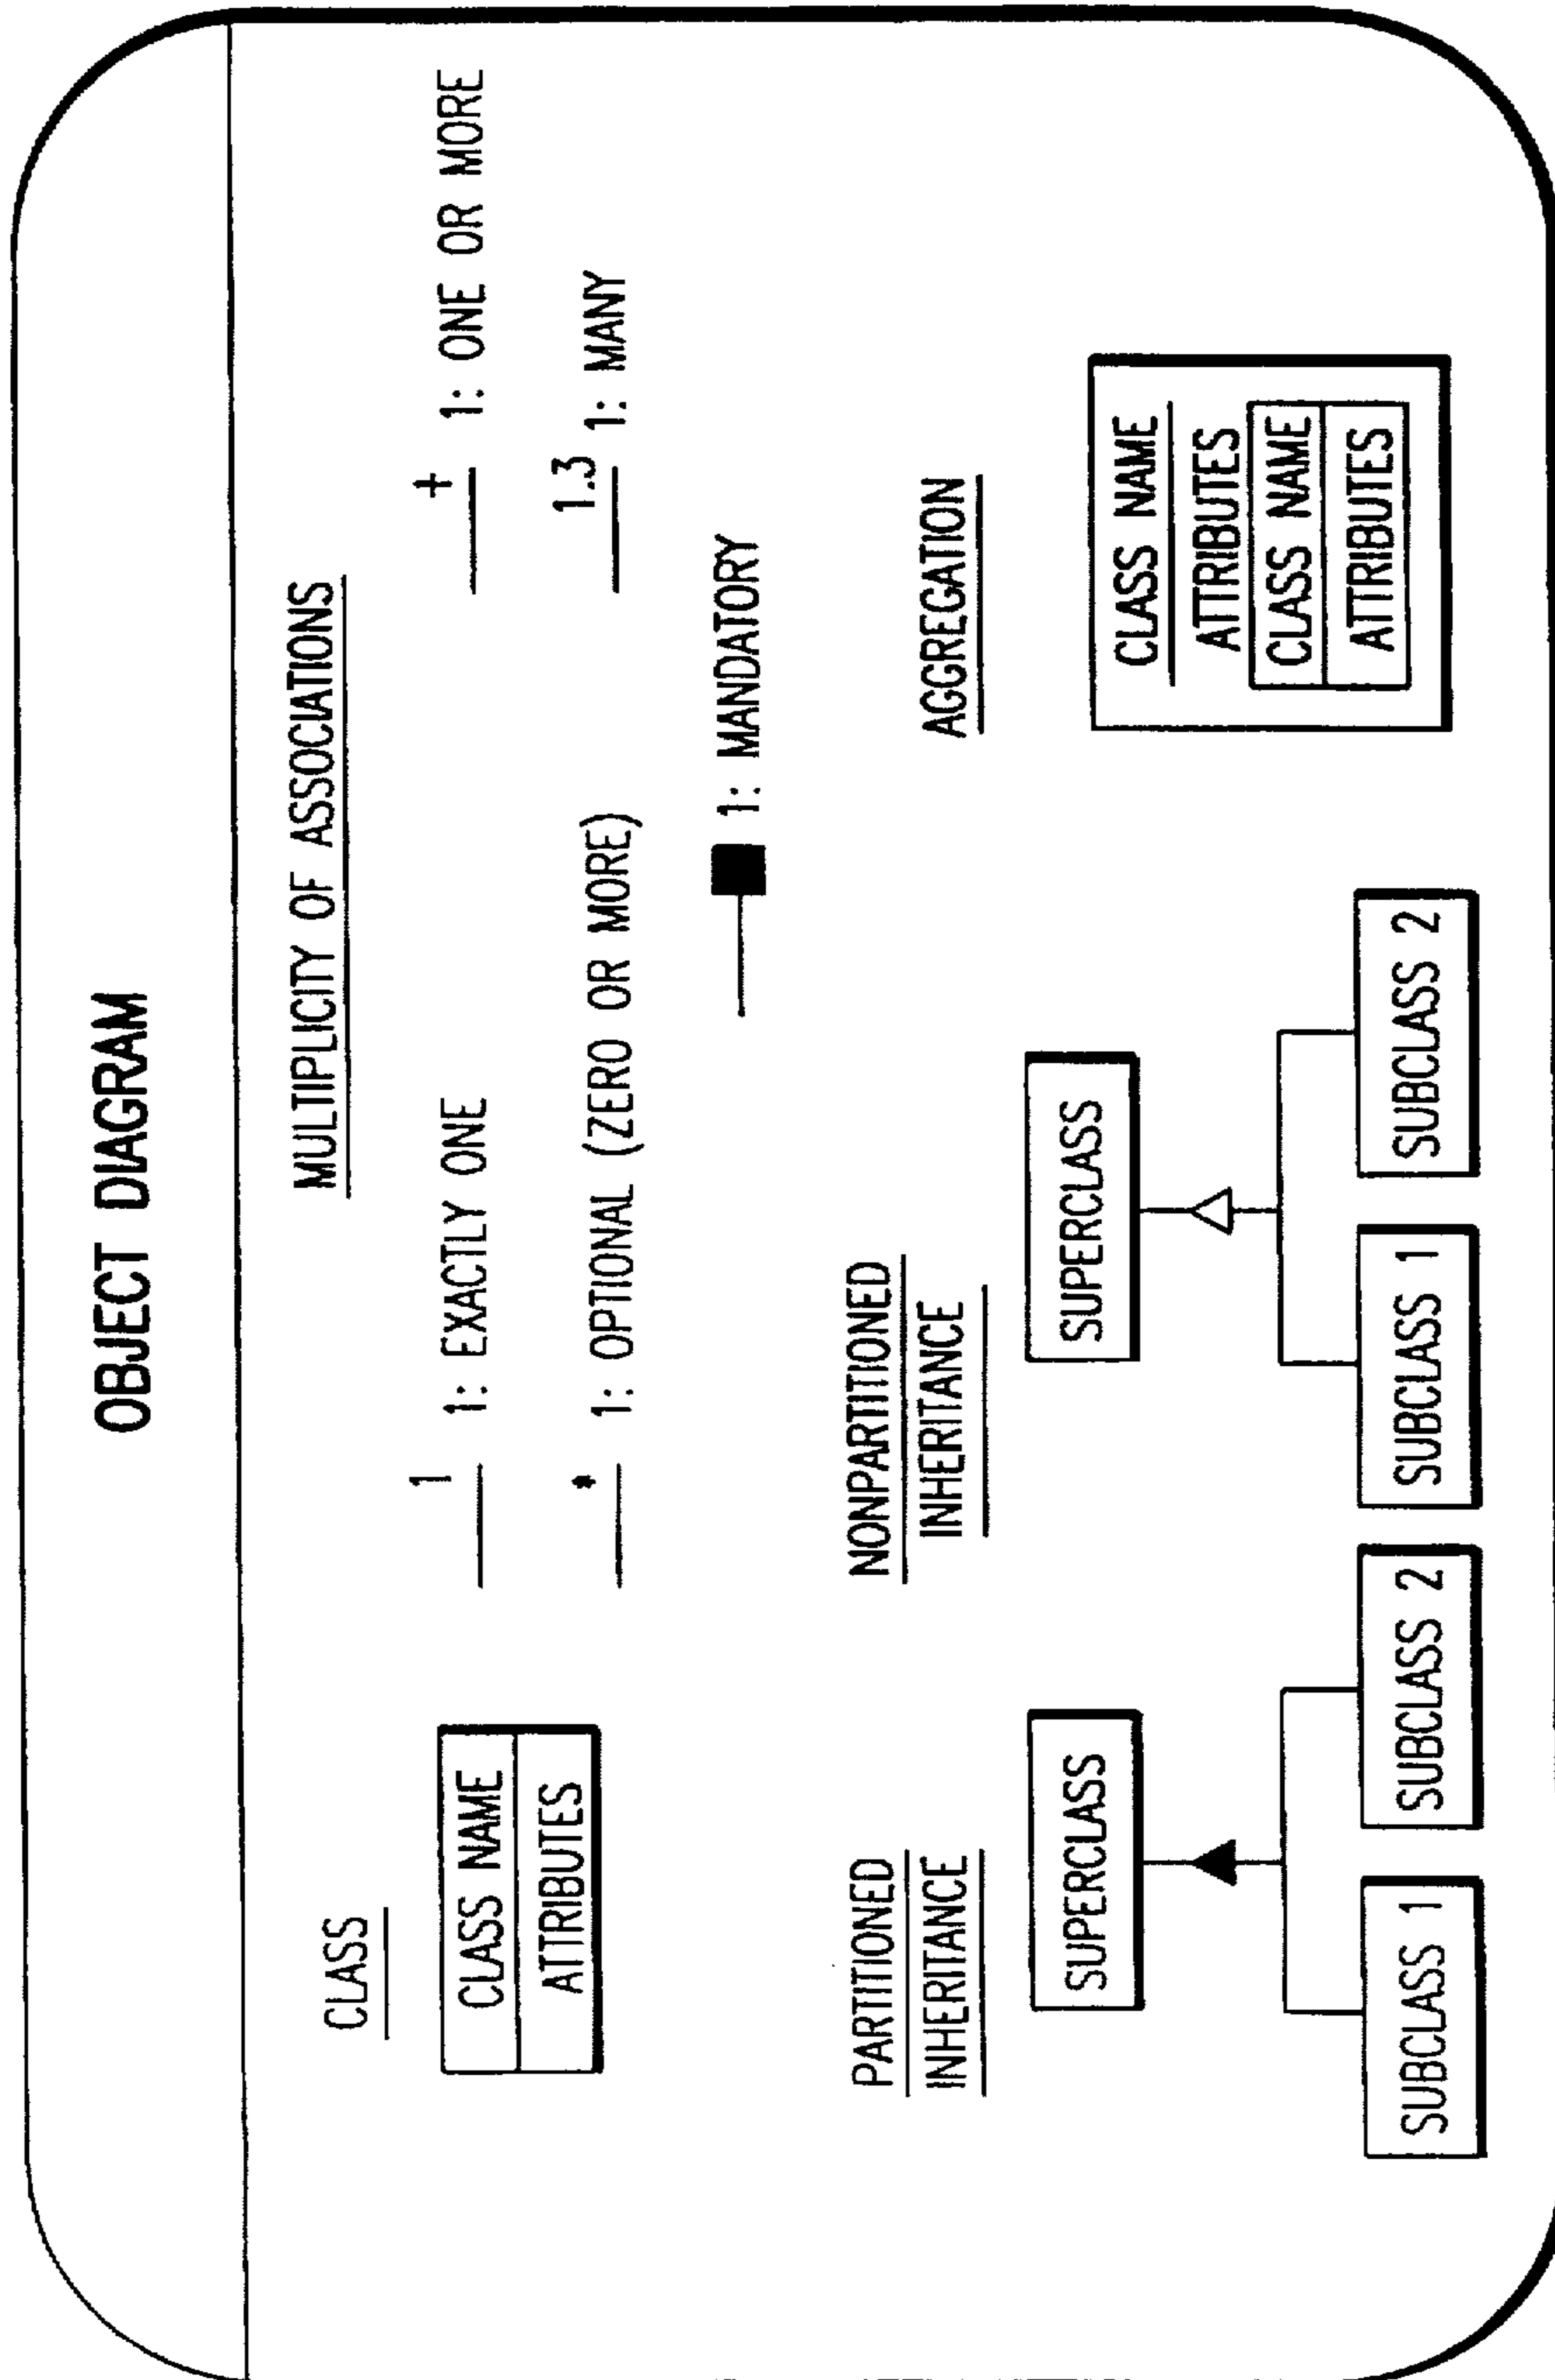 OBJECT DIAGRAM
CLASS
CLASS NAME
ATTRIBUTES
MULTIPLICITY OF ASSOCIATIONS
1 1: EXACTLY ONE
+ 1: ONE OR MORE
* 1: OPTIONAL (ZERO OR MORE)
1.3 1: MANY
1: MANDATORY
PARTITIONED
INHERITANCE
SUPERCLASS
SUBCLASS 1
SUBCLASS 2
NONPARTITIONED
INHERITANCE
SUPERCLASS
SUBCLASS 1
SUBCLASS 2
AGGREGATION
CLASS NAME
ATTRIBUTES
CLASS NAME
ATTRIBUTES